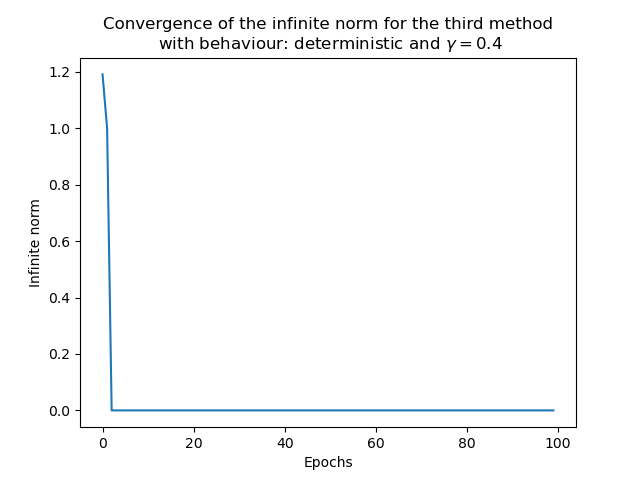 Convergence of the infinite norm for the third method
with behaviour: deterministic and γ = 0.4
1.2
1.0
0.8
0.6
0.4
0.2
0.0
Infinite norm
0 20 40 60 80 100
Epochs